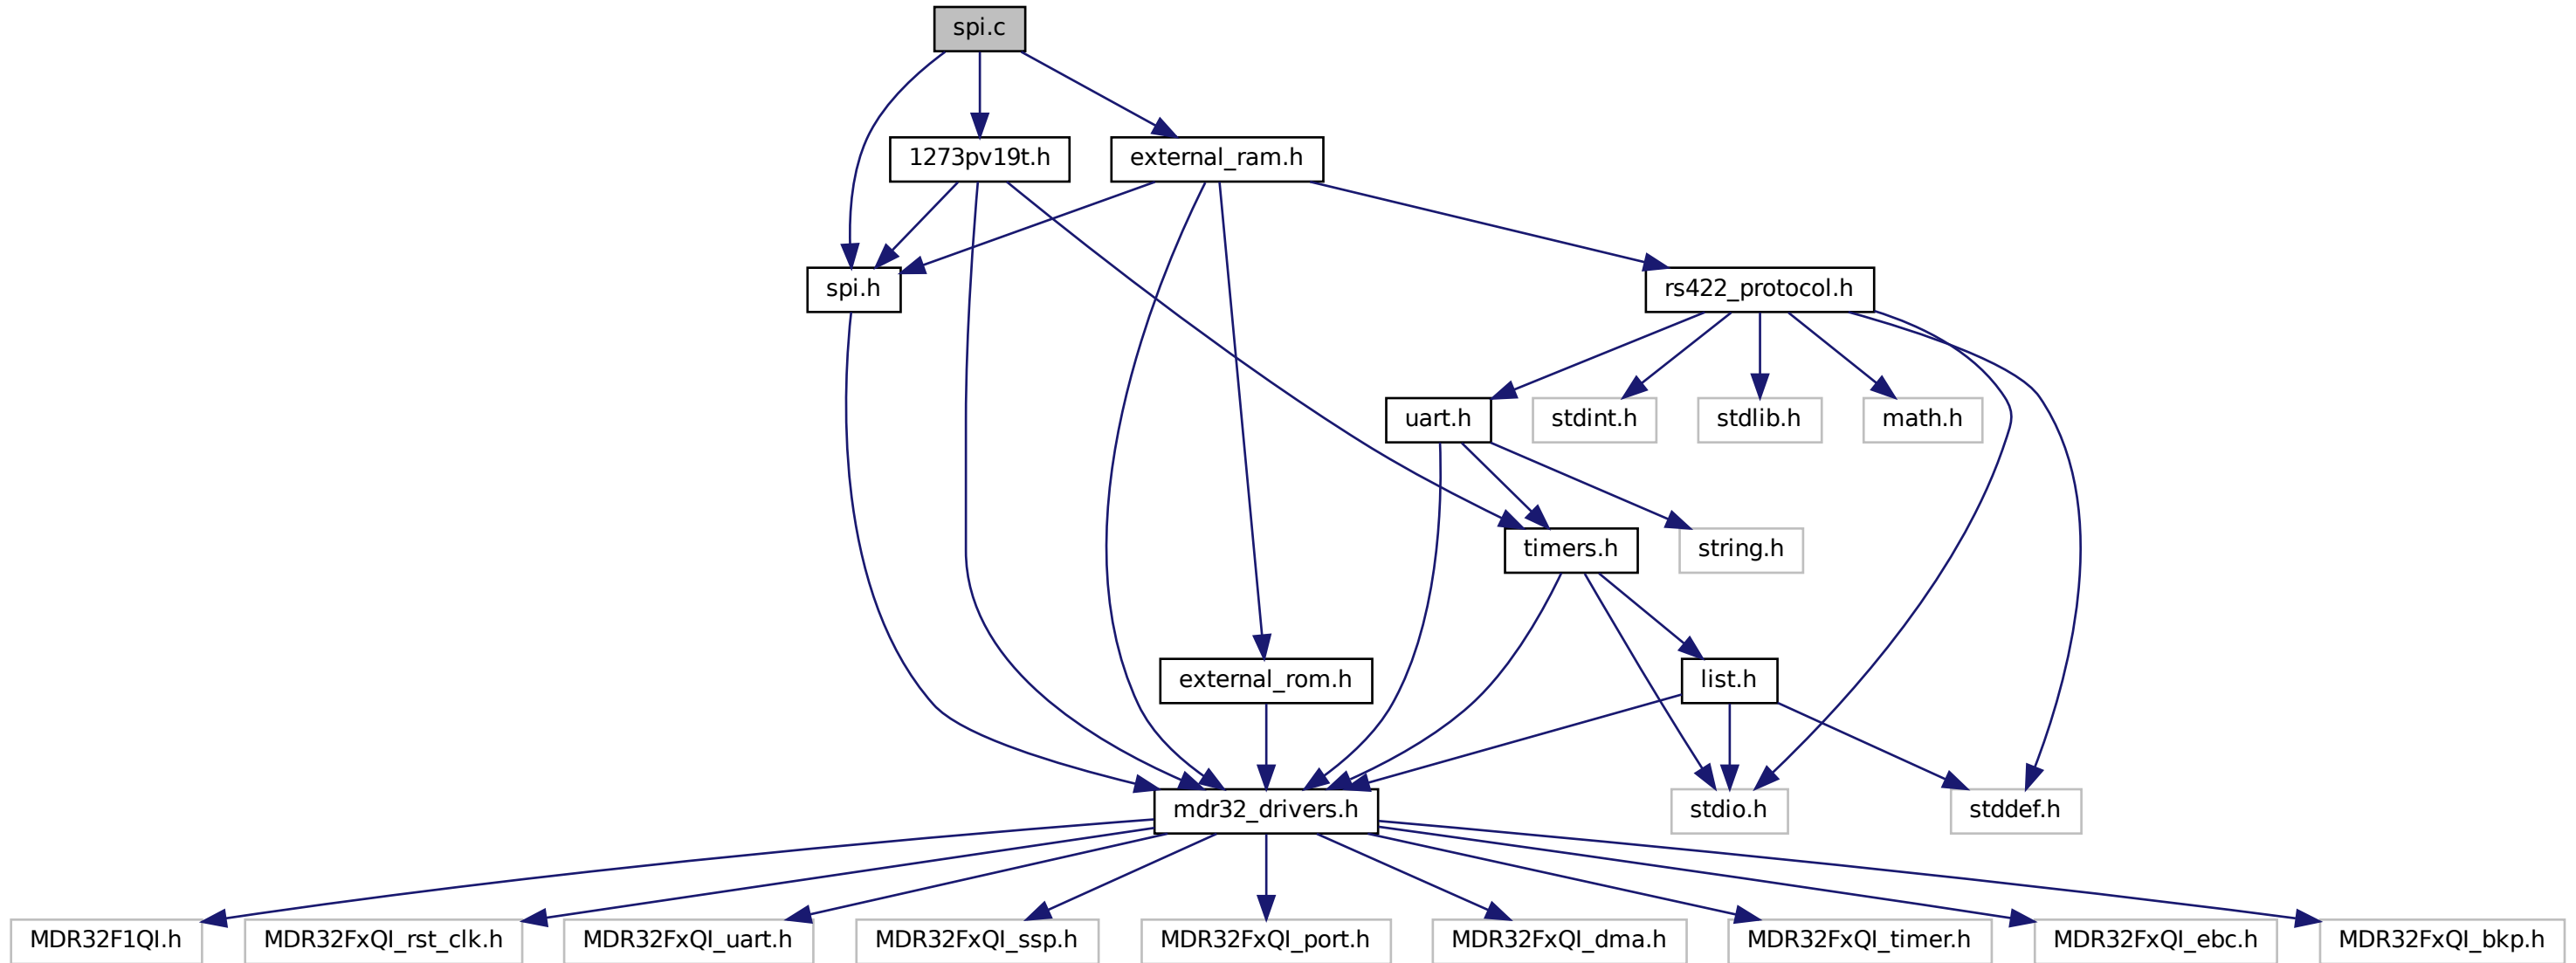 spi.c
1273pv19t.h
external_ram.h
spi.h
rs422_protocol.h
uart.h
stdint.h
stdlib.h
math.h
timers.h
string.h
external_rom.h
list.h
mdr32_drivers.h
stdio.h
stddef.h
MDR32F1QI.h
MDR32FxQI_rst_clk.h
MDR32FxQI_uart.h
MDR32FxQI_ssp.h
MDR32FxQI_port.h
MDR32FxQI_dma.h
MDR32FxQI_timer.h
MDR32FxQI_ebc.h
MDR32FxQI_bkp.h